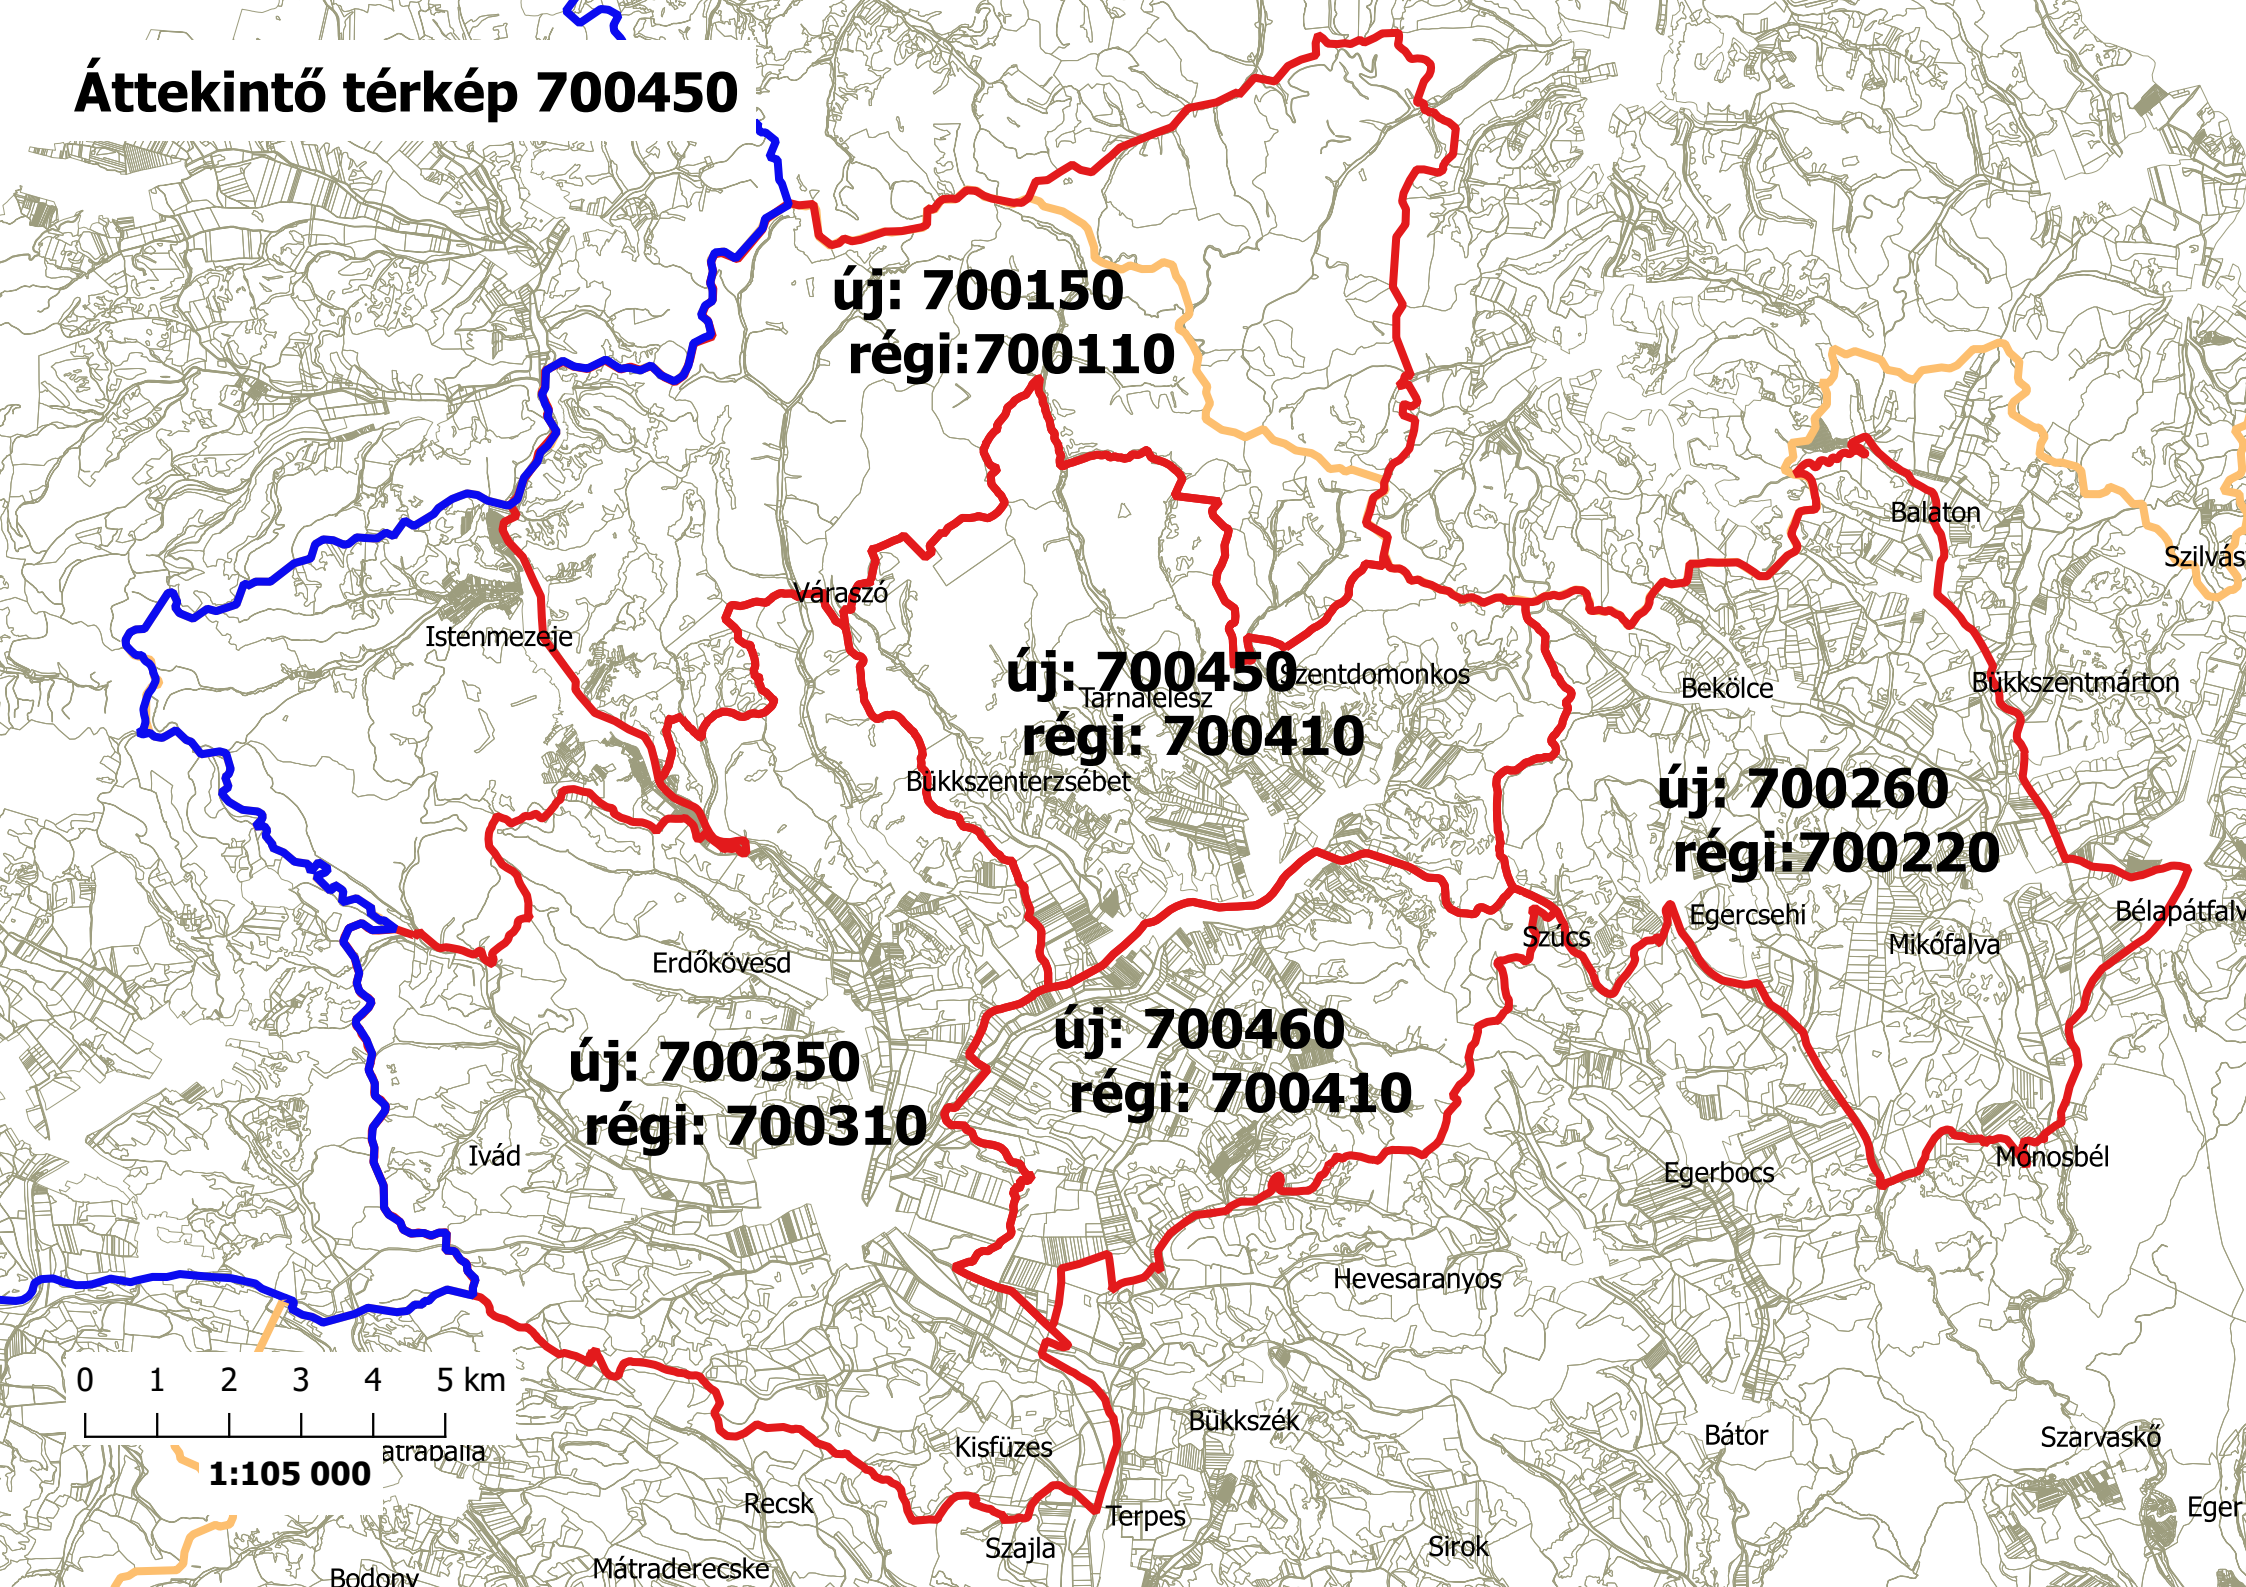 Áttekintő térkép 700450
új: 700150
régi:700110
Balaton
Szilvás
Váraszó
Istenmezeje
új: 700450
Szentdomonkos
Tarnalelesz
régi: 700410
Bekölce
Bükkszentmárton
Bükkszenterzsébet
új: 700260
régi:700220
Egercsehi
Bélapátfalv
Szúcs
Mikófalva
Erdőkövesd
új: 700460
régi: 700410
új: 700350
régi: 700310
Ivád
Egerbocs
Mónosbél
Hevesaranyos
0 1 2 3 4 5 km
1:105 000
átraballa
Kisfüzes
Bükkszék
Bátor
Szarvaskő
Recsk
Terpes
Eger
Szajla
Sirok
Mátraderecske
Bodony